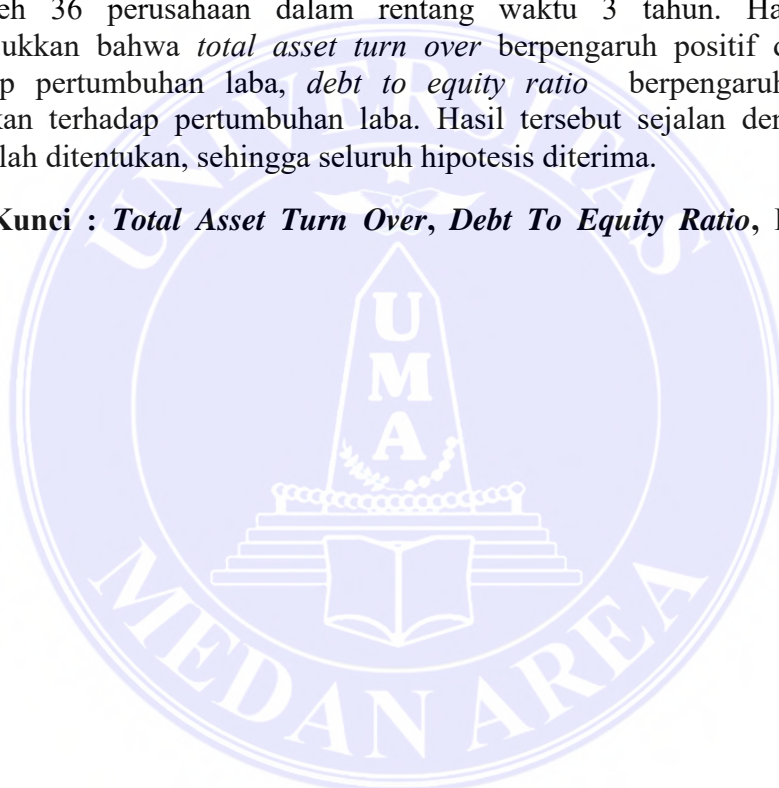 eh 36 perusahaan dalam rentang waktu 3 tahun. Ha
ukkan bahwa total asset turn over berpengaruh positif d
p pertumbuhan laba, debt to equity ratio berpengaruh
kan terhadap pertumbuhan laba. Hasil tersebut sejalan den
lah ditentukan, sehingga seluruh hipotesis diterima.
Kunci : Total Asset Turn Over, Debt To Equity Ratio,
UNIVERSITAS
U
M
A
MEDAN AREA